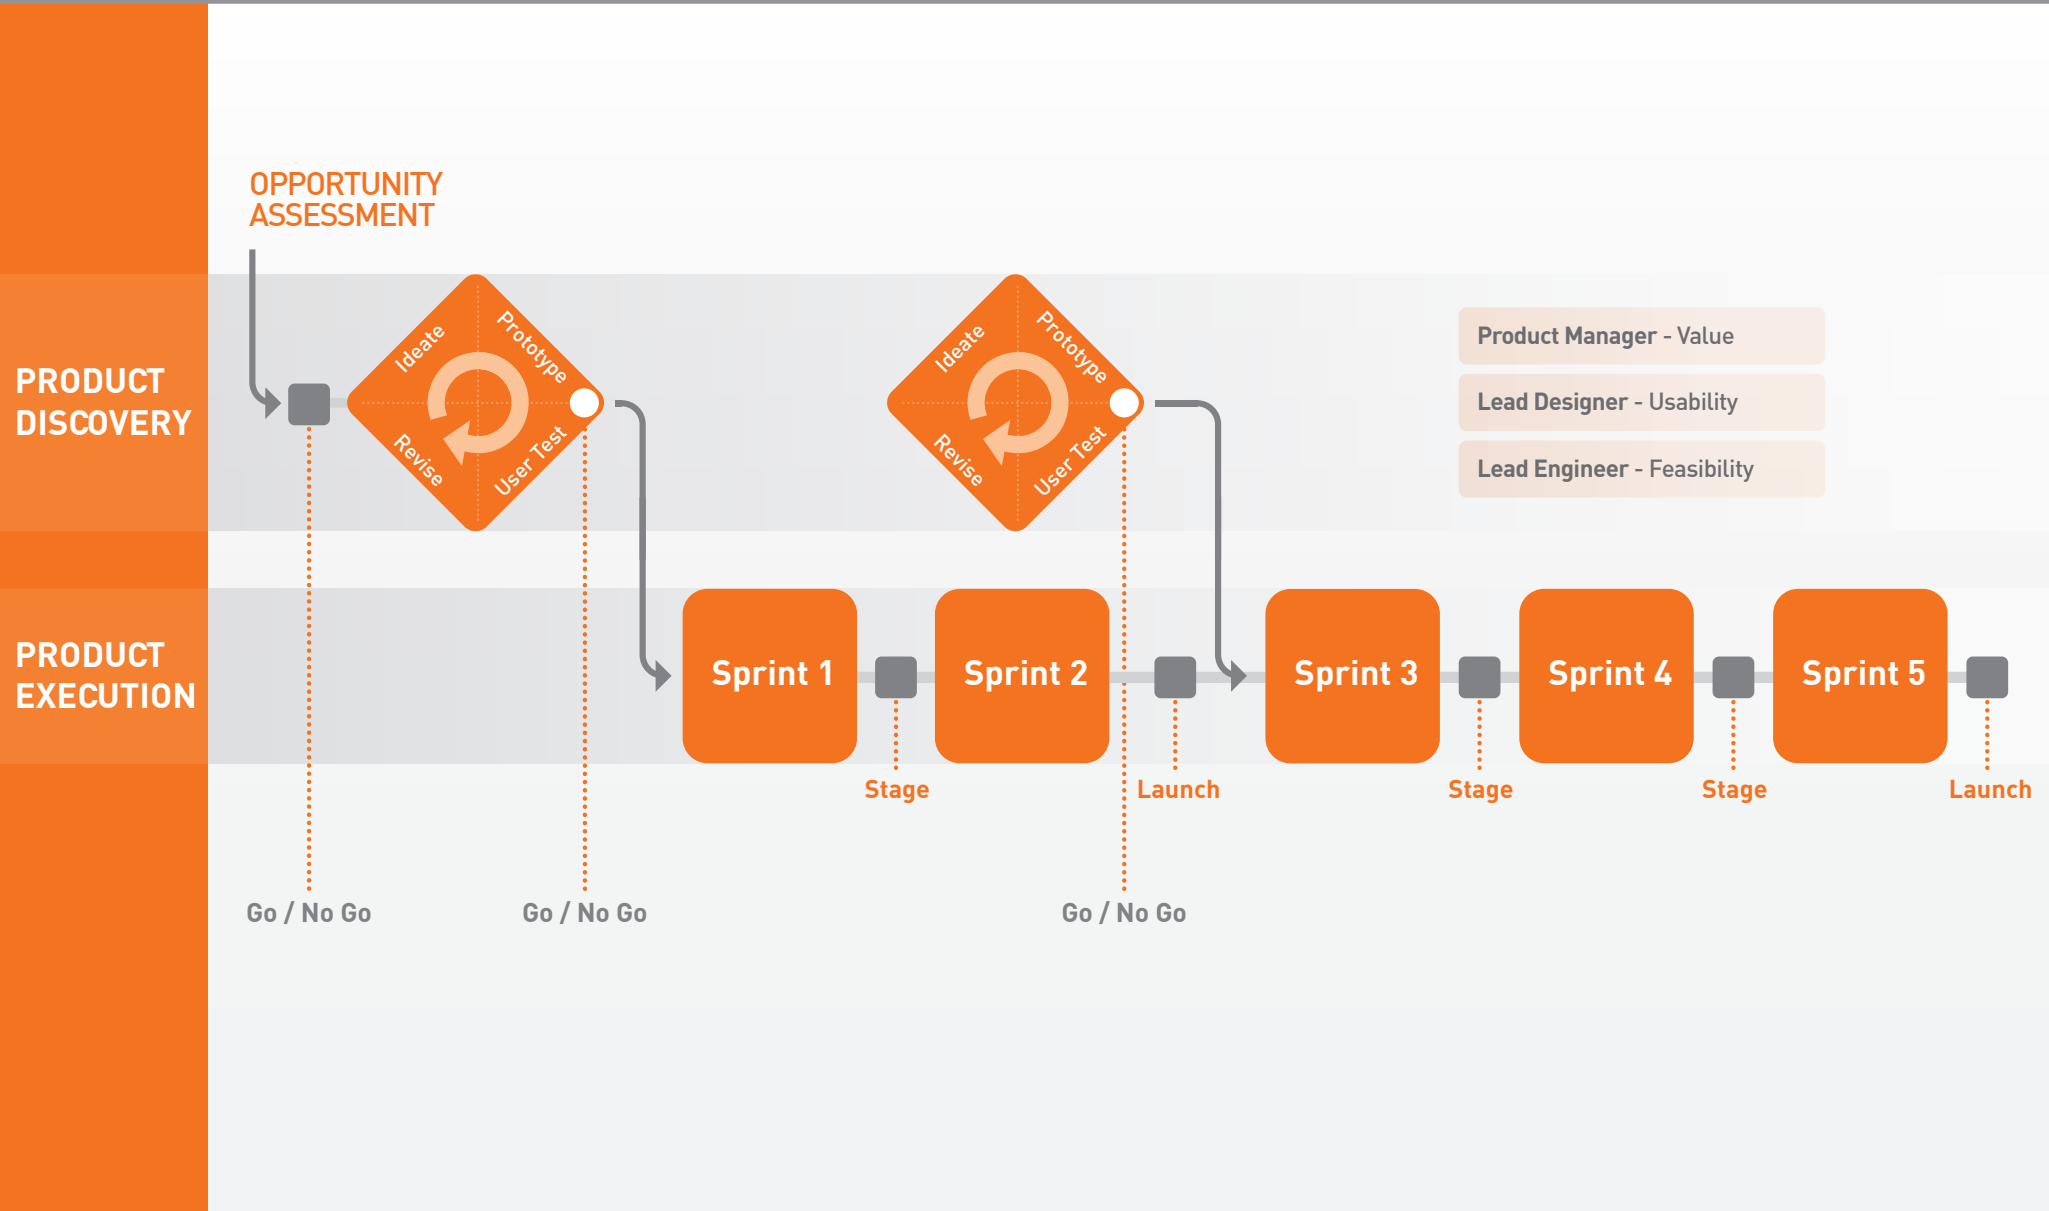 OPPORTUNITY
ASSESSMENT
PRODUCT
DISCOVERY
Ideate
Prototype
Revise
User Test
Ideate
Prototype
Revise
User Test
Product Manager - Value
Lead Designer - Usability
Lead Engineer - Feasibility
PRODUCT
EXECUTION
Sprint 1
Sprint 2
Sprint 3
Sprint 4
Sprint 5
Stage
Launch
Stage
Stage
Launch
Go / No Go
Go / No Go
Go / No Go